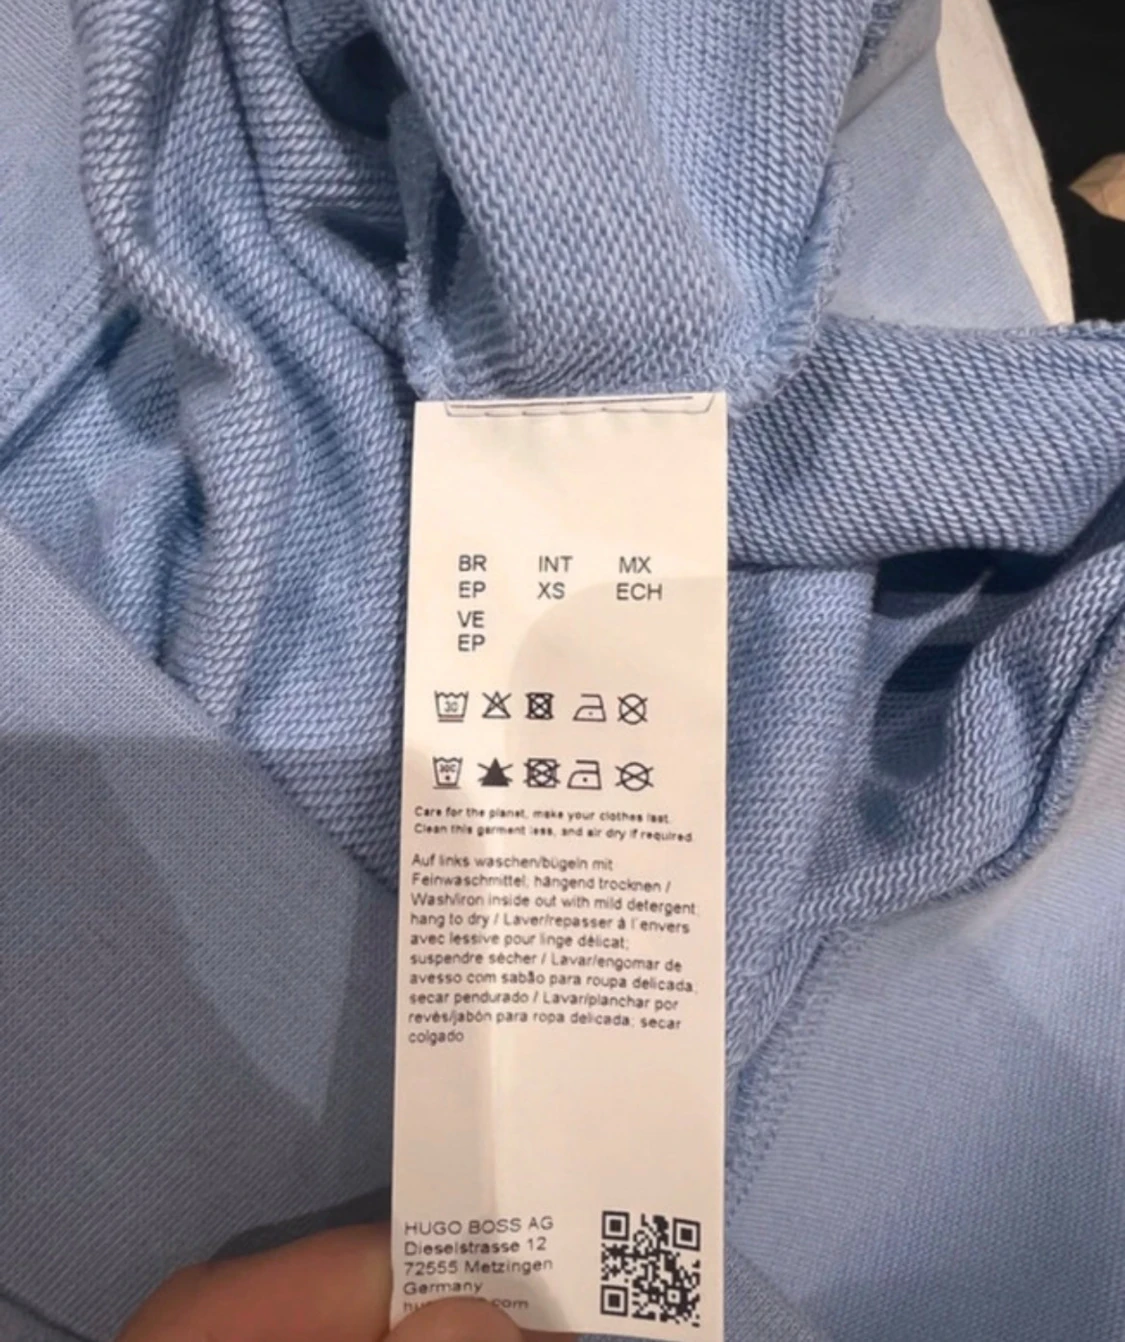 BR INT MX
EP XS ECH
VE
EP
30
30C
Care for the planet, make your clothes last.
Clean this garment less, and air dry if required.
Auf links waschen/bügeln mit
Feinwaschmittel; hängend trocknen /
Wash/iron inside out with mild detergent;
hang to dry / Laver/repasser à l'envers
avec lessive pour linge délicat;
suspendre sécher / Lavar/engomar de
avesso com sabão para roupa delicada;
secar pendurado / Lavar/planchar por
revés/jabón para ropa delicada; secar
colgado
HUGO BOSS AG
Dieselstrasse 12
72555 Metzingen
Germany